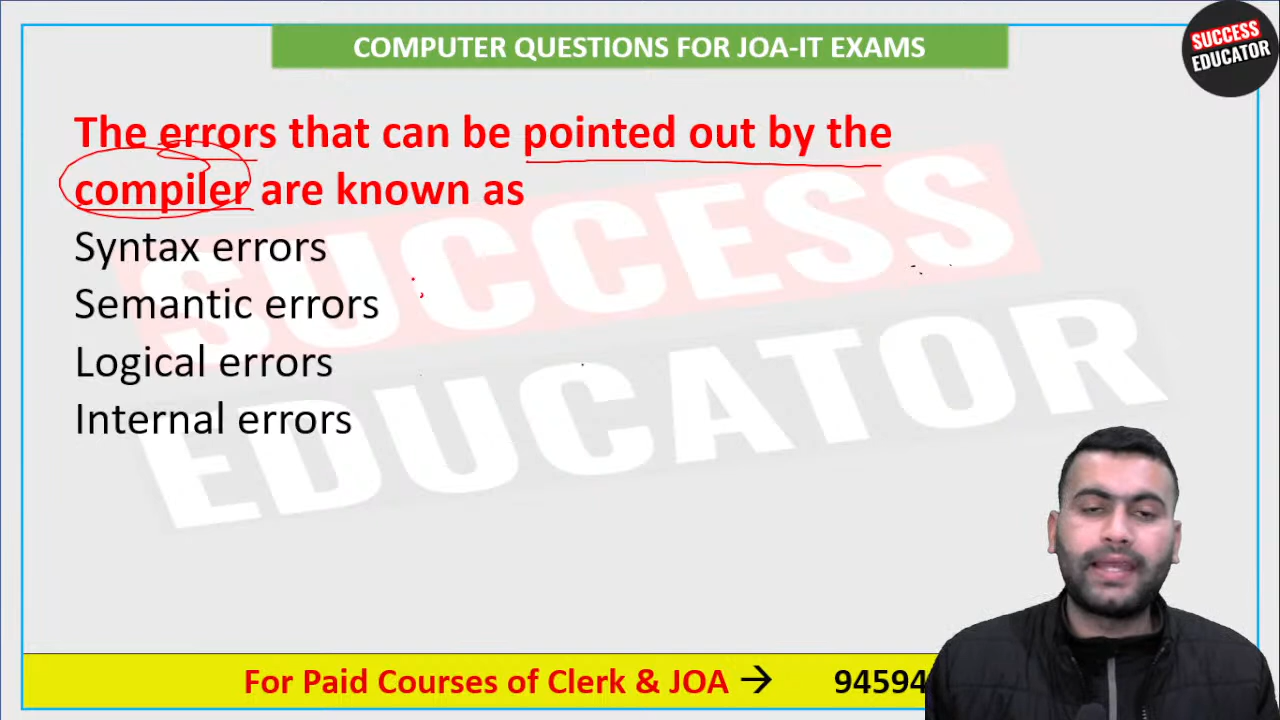 COMPUTER QUESTIONS FOR JOA-IT EXAMS
SUCCESS
EDUCATOR
The errors that can be pointed out by the
compiler are known as
Syntax errors
Semantic errors
Logical errors
Internal errors
SUCCESS
EDUCATOR
For Paid Courses of Clerk & JOA → 94594